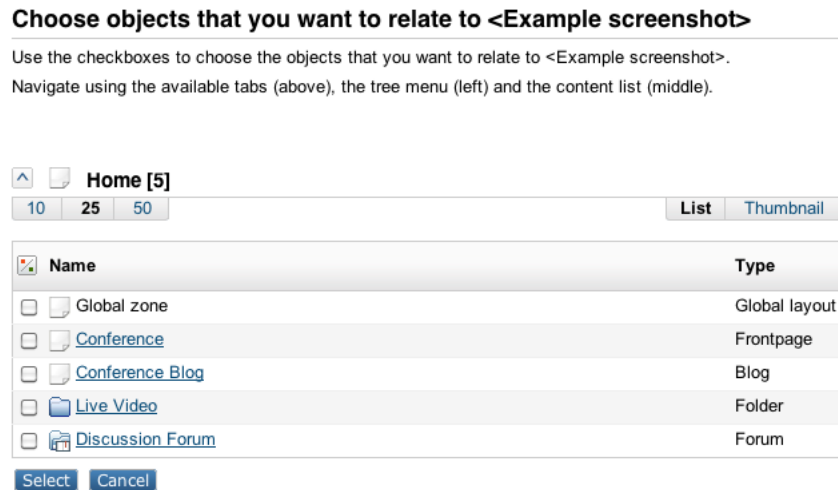 Choose objects that you want to relate to <Example screenshot>
Use the checkboxes to choose the objects that you want to relate to <Example screenshot>.
Navigate using the available tabs (above), the tree menu (left) and the content list (middle).
Home [5]
10 25 50 List Thumbnail
Name Type
Global zone Global layout
Conference Frontpage
Conference Blog Blog
Live Video Folder
Discussion Forum Forum
Select Cancel